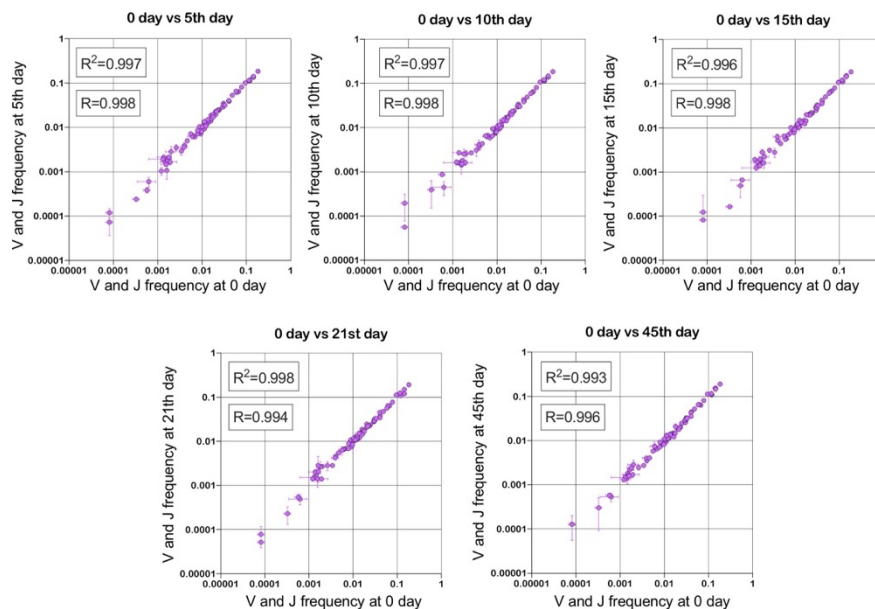 0 day vs 5th day
R²=0.997
R=0.998
V and J frequency at 5th day
1
0.1
0.01
0.001
0.0001
0.00001
0.00001
0.0001
0.001
0.01
0.1
1
V and J frequency at 0 day
0 day vs 10th day
R²=0.997
R=0.998
V and J frequency at 10th day
1
0.1
0.01
0.001
0.0001
0.00001
0.00001
0.0001
0.001
0.01
0.1
1
V and J frequency at 0 day
0 day vs 15th day
R²=0.996
R=0.998
V and J frequency at 15th day
1
0.1
0.01
0.001
0.0001
0.00001
0.00001
0.0001
0.001
0.01
0.1
V and J frequency at 0 day
0 day vs 21st day
R²=0.998
R=0.994
V and J frequency at 21th day
1
0.1
0.01
0.001
0.0001
0.00001
0.00001
0.0001
0.001
0.01
0.1
1
V and J frequency at 0 day
0 day vs 45th day
R²=0.993
R=0.996
V and J frequency at 45th day
1
0.1
0.01
0.001
0.0001
0.00001
0.00001
0.0001
0.001
0.01
0.1
1
V and J frequency at 0 day